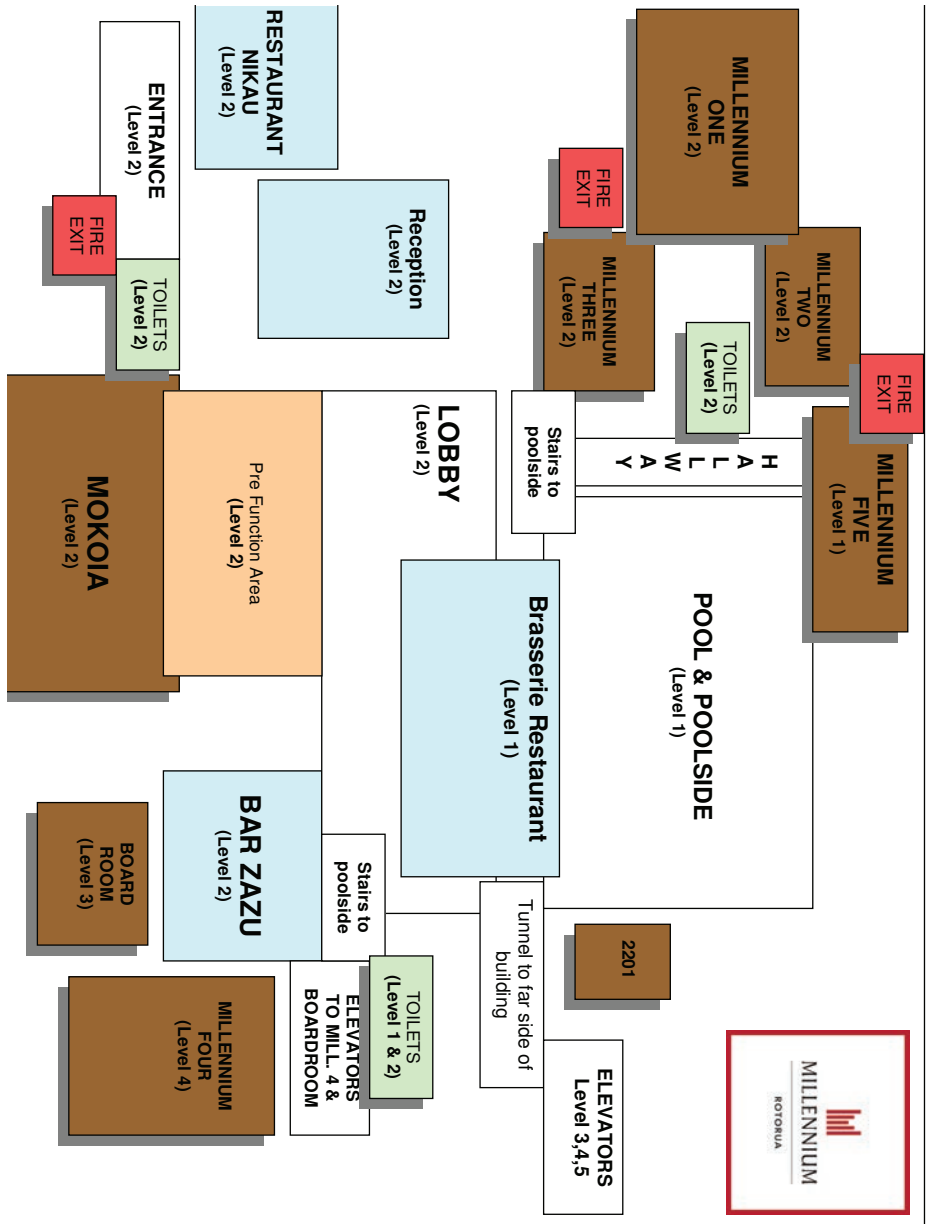 FIRE
EXIT
MILLENNIUM
ONE
(Level 2)
MILLENNIUM
TWO
(Level 2)
MILLENNIUM
FIVE
(Level 1)
MILLENNIUM
ROTORUA
FIRE
EXIT
MILLENNIUM
THREE
(Level 2)
TOILETS
(Level 2)
H
A
L
L
W
A
Y
POOL & POOLSIDE
(Level 1)
2201
ELEVATORS
Level 3,4,5
Stairs to
poolside
Brasserie Restaurant
(Level 1)
Tunnel to far side of
building
Reception
(Level 2)
LOBBY
(Level 2)
TOILETS
(Level 1 & 2)
Stairs to
poolside
ELEVATORS
TO MILL. 4 &
BOARDROOM
RESTAURANT
NIKAU
(Level 2)
Pre Function Area
(Level 2)
BAR ZAZU
(Level 2)
MILLENNIUM
FOUR
(Level 4)
ENTRANCE
(Level 2)
TOILETS
(Level 2)
FIRE
EXIT
MOKOIA
(Level 2)
BOARD
ROOM
(Level 3)